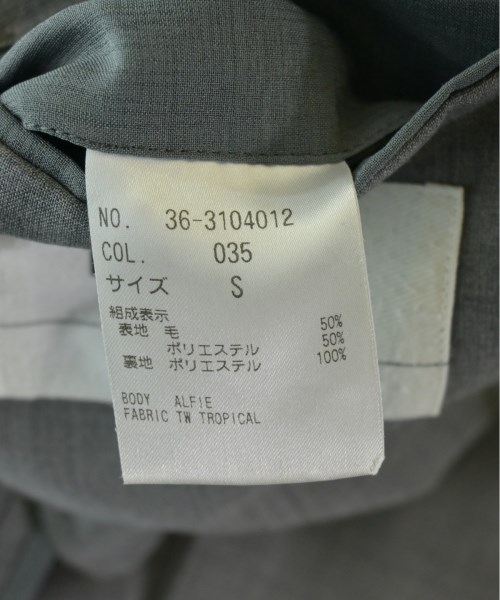 NO. 36-3104012
COL. 035
サイズ S
組成表示
表地 毛 50%
ポリエステル 50%
裏地 ポリエステル 100%
BODY ALFIE
FABRIC TW TROPICAL